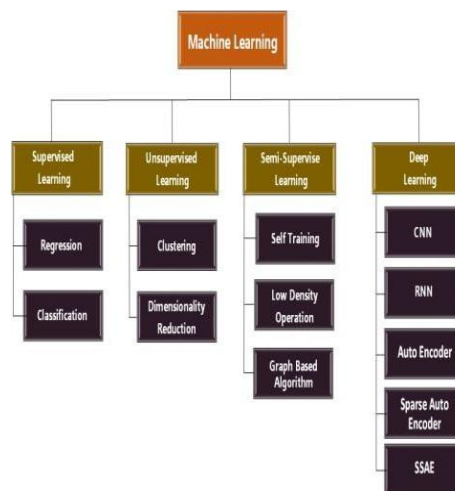 Machine Learning
Supervised
Learning
Regression
Classification
Unsupervised
Learning
Clustering
Dimensionality
Reduction
Semi-Supervise
Learning
Self Training
Low Density
Operation
Graph Based
Algorithm
Deep
Learning
CNN
RNN
Auto Encoder
Sparse Auto
Encoder
SSAE